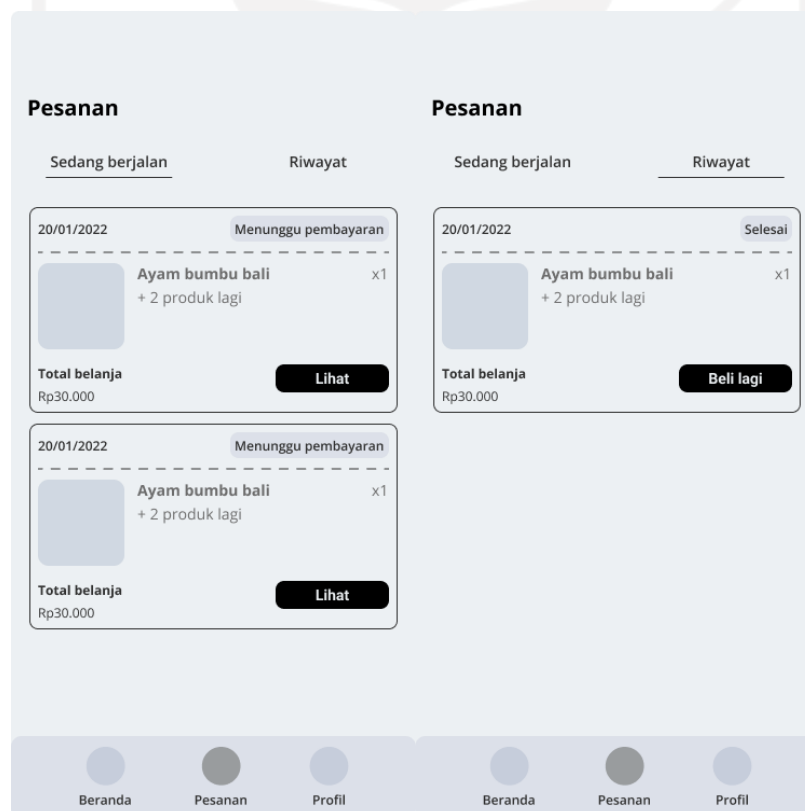 Pesanan
Sedang berjalan Riwayat
20/01/2022 Menunggu pembayaran
Ayam bumbu bali x1
+ 2 produk lagi
Total belanja
Rp30.000
Lihat
20/01/2022 Menunggu pembayaran
Ayam bumbu bali x1
+ 2 produk lagi
Total belanja
Rp30.000
Lihat
Beranda Pesanan Profil
Pesanan
Sedang berjalan Riwayat
20/01/2022 Selesai
Ayam bumbu bali x1
+ 2 produk lagi
Total belanja
Rp30.000
Beli lagi
Beranda Pesanan Profil